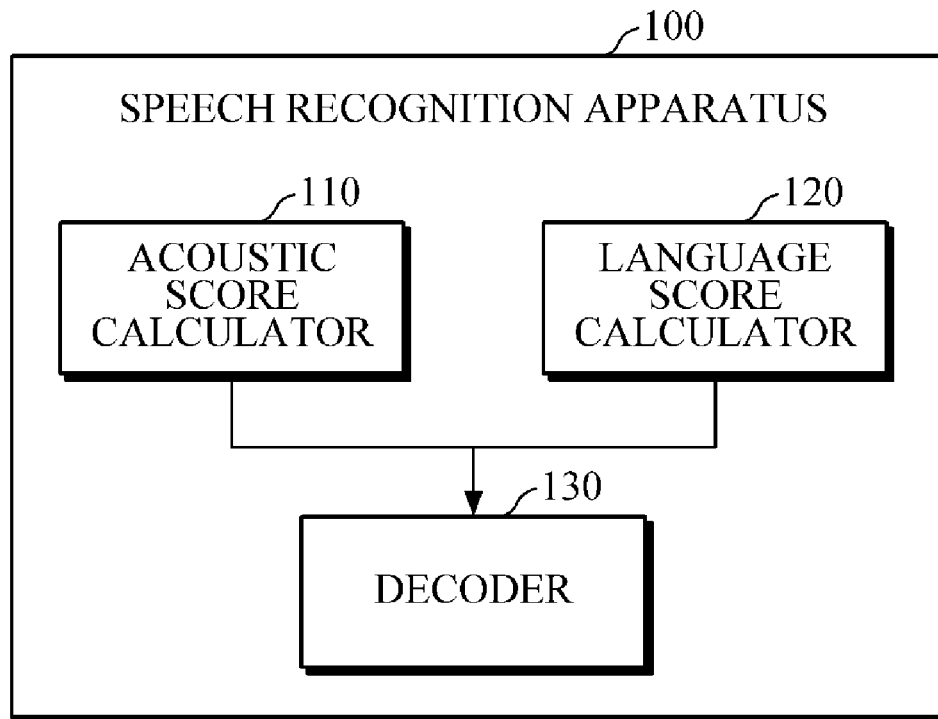 100
SPEECH RECOGNITION APPARATUS
110
ACOUSTIC
SCORE
CALCULATOR
120
LANGUAGE
SCORE
CALCULATOR
130
DECODER